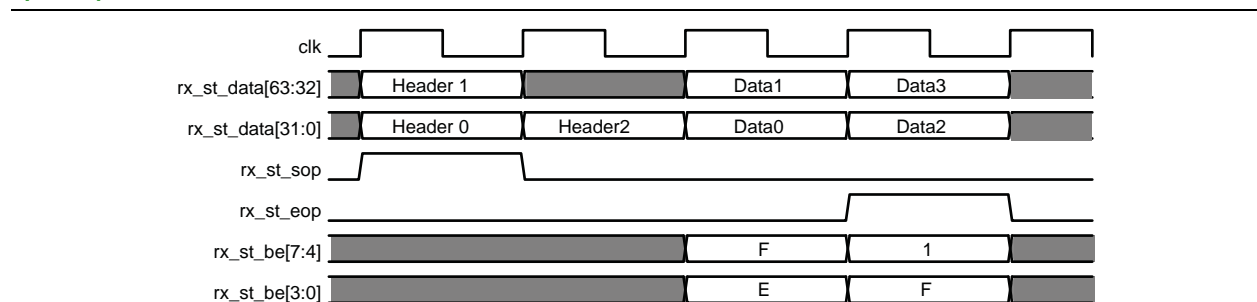 clk
rx_st_data[63:32] Header 1 Data1 Data3
rx_st_data[31:0] Header 0 Header2 Data0 Data2
rx_st_sop
rx_st_eop
rx_st_be[7:4] F 1
rx_st_be[3:0] E F